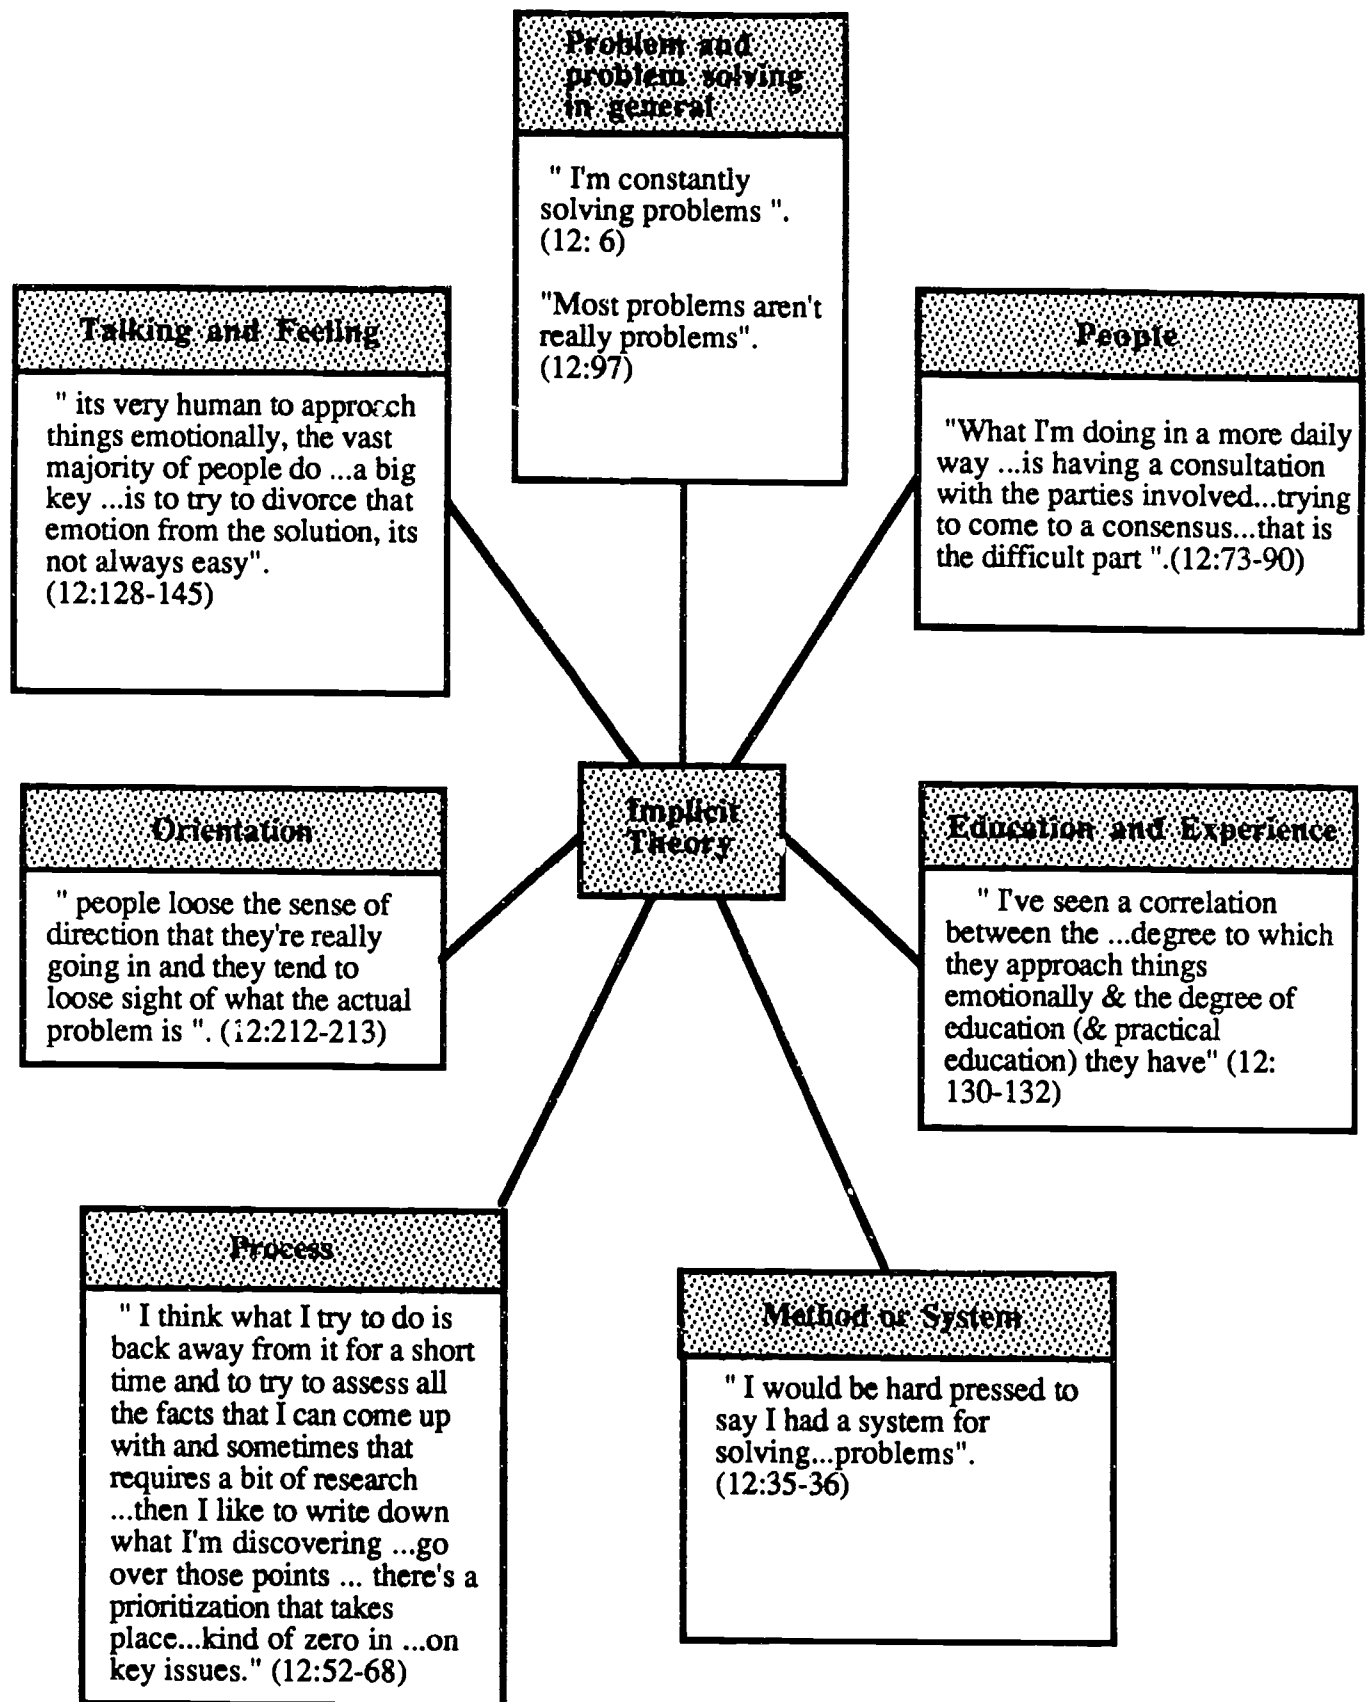 Problem and
problem solving
in general
" I'm constantly
solving problems ".
(12: 6)
"Most problems aren't
really problems".
(12:97)
Talking and Feeling
" its very human to approach
things emotionally, the vast
majority of people do ...a big
key ...is to try to divorce that
emotion from the solution, its
not always easy".
(12:128-145)
People
"What I'm doing in a more daily
way ...is having a consultation
with the parties involved...trying
to come to a consensus...that is
the difficult part ".(12:73-90)
Implicit
Theory
Orientation
" people loose the sense of
direction that they're really
going in and they tend to
loose sight of what the actual
problem is ". (12:212-213)
Education and Experience
" I've seen a correlation
between the ...degree to which
they approach things
emotionally & the degree of
education (& practical
education) they have" (12:
130-132)
Process
" I think what I try to do is
back away from it for a short
time and to try to assess all
the facts that I can come up
with and sometimes that
requires a bit of research
...then I like to write down
what I'm discovering ...go
over those points ... there's a
prioritization that takes
place...kind of zero in ...on
key issues." (12:52-68)
Method or System
" I would be hard pressed to
say I had a system for
solving...problems".
(12:35-36)